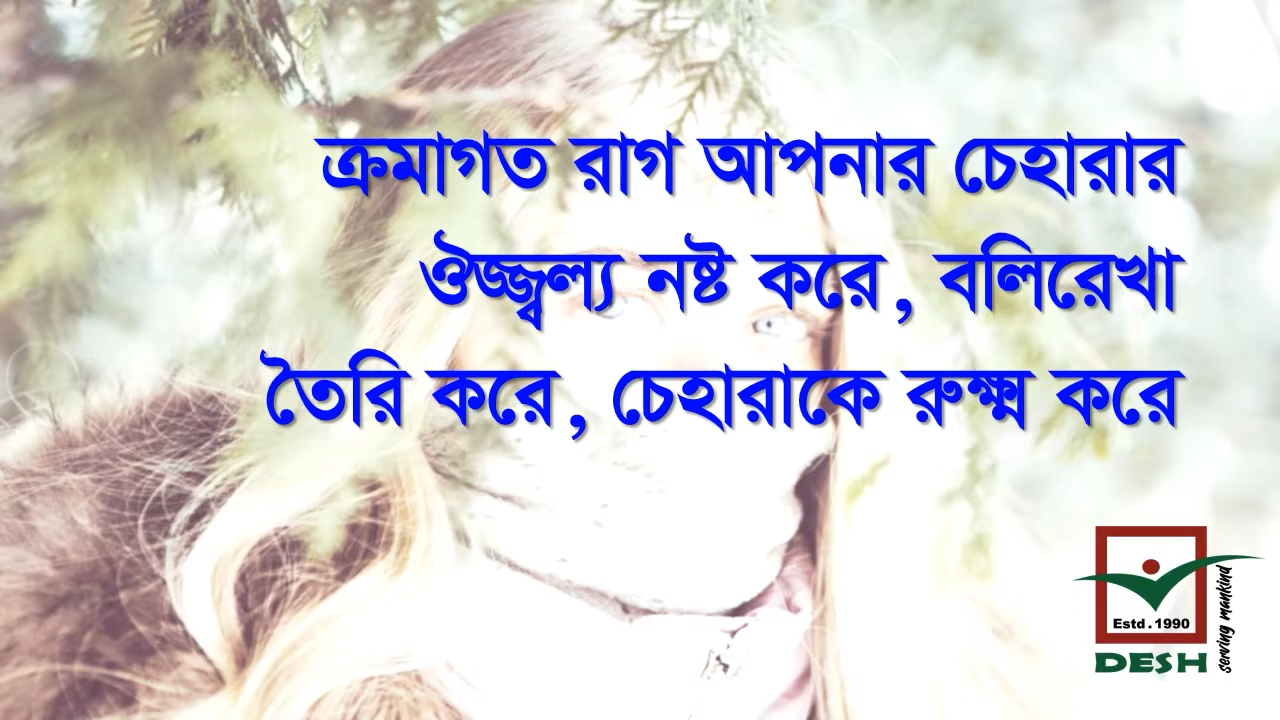 ক্রমাগত রাগ আপনার চেহারার
ঔজ্জ্বল্য নষ্ট করে, বলিরেখা
তৈরি করে, চেহারাকে রুক্ষ্ম করে
Estd. 1990
DESH
serving mankind